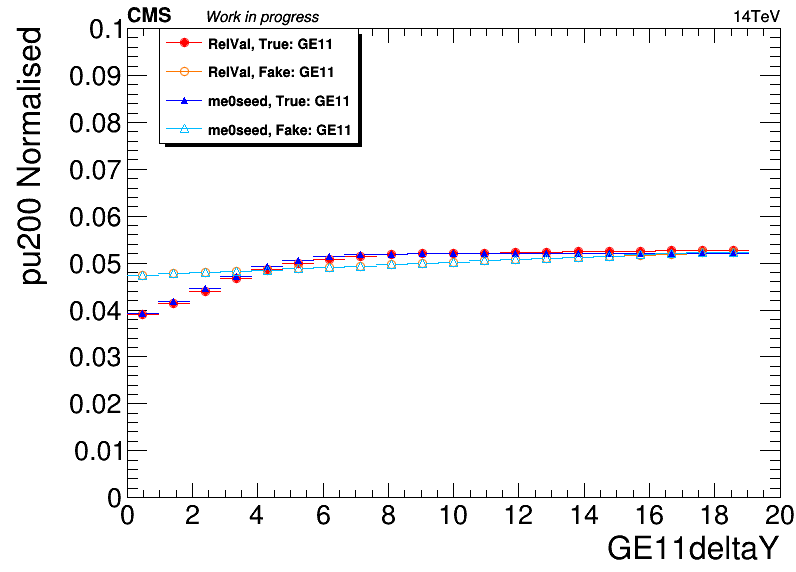 CMS Work in progress 14TeV
pu200 Normalised
RelVal, True: GE11
RelVal, Fake: GE11
me0seed, True: GE11
me0seed, Fake: GE11
0.1
0.09
0.08
0.07
0.06
0.05
0.04
0.03
0.02
0.01
0
0 2 4 6 8 10 12 14 16 18 20
GE11deltaY